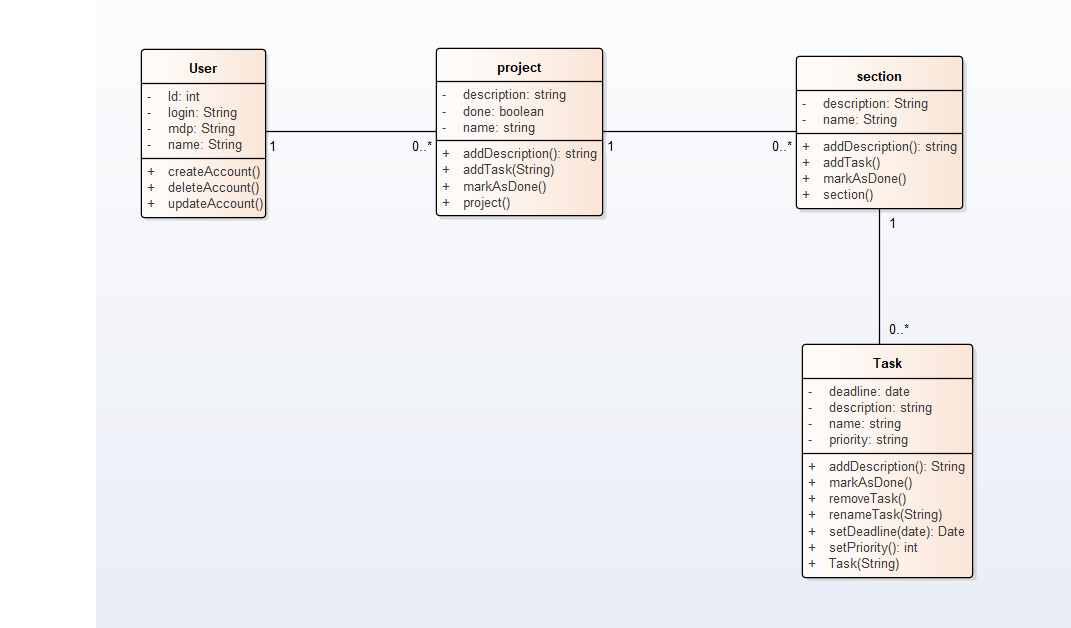 User
- Id: int
- login: String
- mdp: String
- name: String
+ createAccount()
+ deleteAccount()
+ updateAccount()
1
0..*
project
- description: string
- done: boolean
- name: string
+ addDescription(): string
+ addTask(String)
+ markAsDone()
+ project()
1
0..*
section
- description: String
- name: String
+ addDescription(): string
+ addTask()
+ markAsDone()
+ section()
1
0..*
Task
- deadline: date
- description: string
- name: string
- priority: string
+ addDescription(): String
+ markAsDone()
+ removeTask()
+ renameTask(String)
+ setDeadline(date): Date
+ setPriority(): int
+ Task(String)